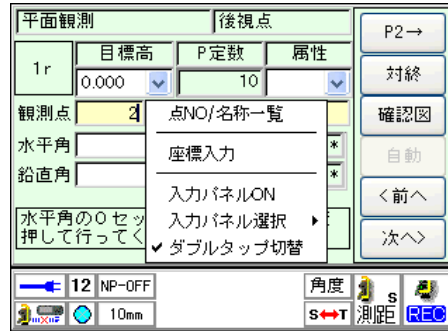 平面観測 後視点
P2→
1r 目標高 P定数 属性
0.000 10
対終
観測点 2
確認図
点NO/名称一覧
水平角 *
座標入力
自動
鉛直角 *
入力パネルON
<前へ
水平角の0セッ
入力パネル選択
押して行ってく
次へ>
ダブルタップ切替
12 NP-OFF
角度 S
10mm
S↔T 測距 REC